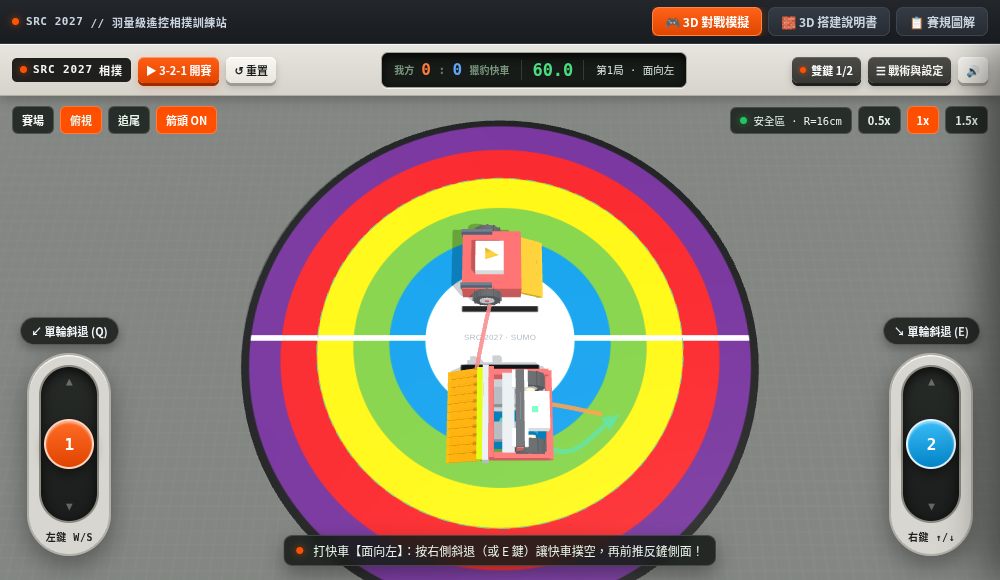 SRC 2027 // 羽量級遙控相撲訓練站
🎮 3D 對戰模擬
🧱 3D 搭建說明書
📋 賽規圖解
SRC 2027 相撲
▶ 3-2-1 開賽
↺ 重置
我方 0 : 0 獵豹快車
60.0
第1局 · 面向左
雙鍵 1/2
☰ 戰術與設定
🔊
賽場
俯視
追尾
箭頭 ON
安全區 · R=16cm
0.5x
1x
1.5x
SRC 2027 · SUMO
↙ 單輪斜退 (Q)
↘ 單輪斜退 (E)
▲
1
▼
左鍵 W/S
▲
2
▼
右鍵 ↑/↓
打快車【面向左】：按右側斜退（或 E 鍵）讓快車撲空，再前推反鏟側面！